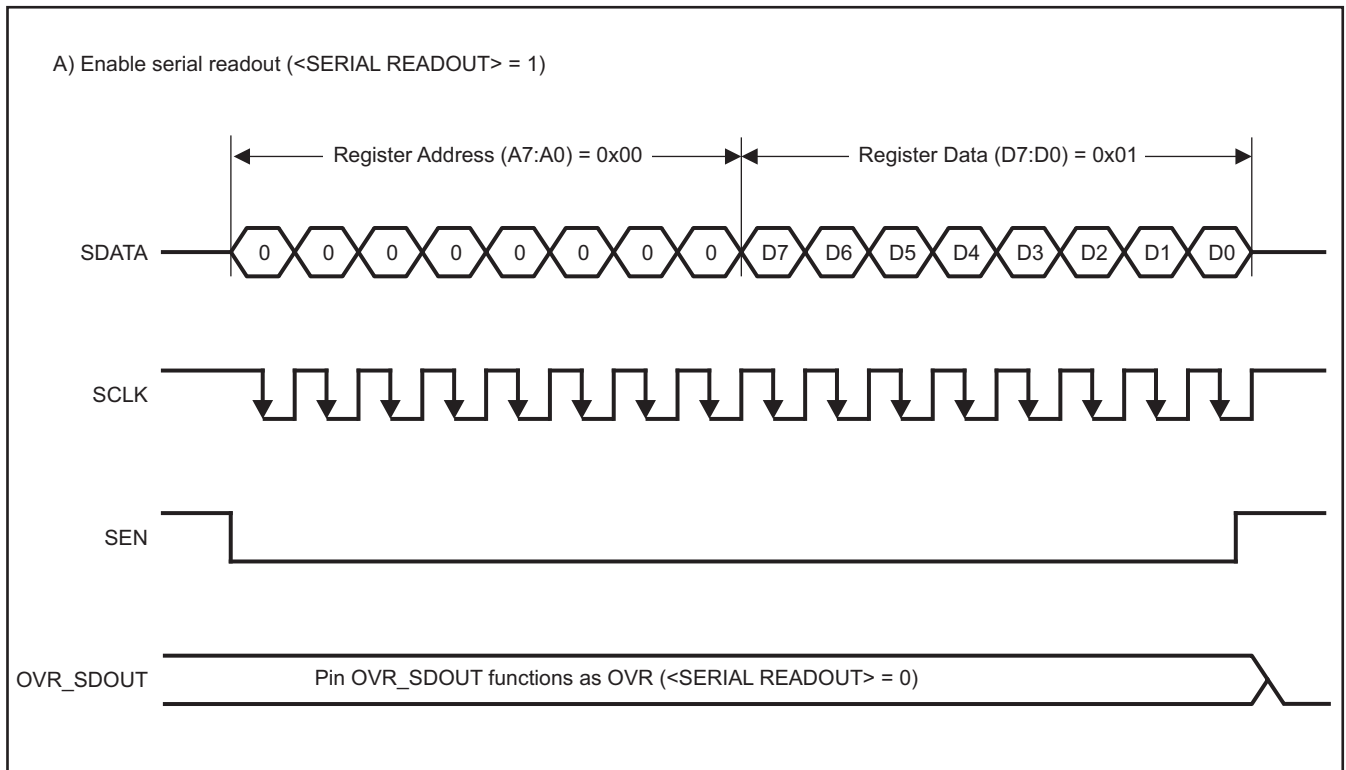 A) Enable serial readout (<SERIAL READOUT> = 1)
Register Address (A7:A0) = 0x00 Register Data (D7:D0) = 0x01
SDATA 0 0 0 0 0 0 0 0 D7 D6 D5 D4 D3 D2 D1 D0
SCLK
SEN
OVR_SDOUT Pin OVR_SDOUT functions as OVR (<SERIAL READOUT> = 0)